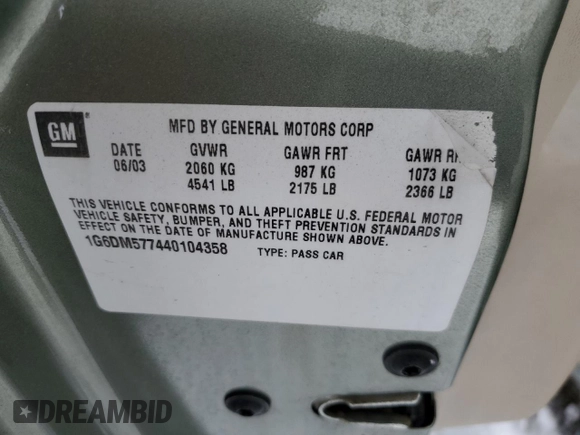 GM ®
MFD BY GENERAL MOTORS CORP
DATE GVWR GAWR FRT GAWR
06/03 2060 KG 987 KG 1073 KG
4541 LB 2175 LB 2366 LB
THIS VEHICLE CONFORMS TO ALL APPLICABLE U.S. FEDERAL MOTOR
VEHICLE SAFETY, BUMPER, AND THEFT PREVENTION STANDARDS IN
EFFECT ON THE DATE OF MANUFACTURE SHOWN ABOVE.
1G6DM577440104358 TYPE: PASS CAR
DREAMBID